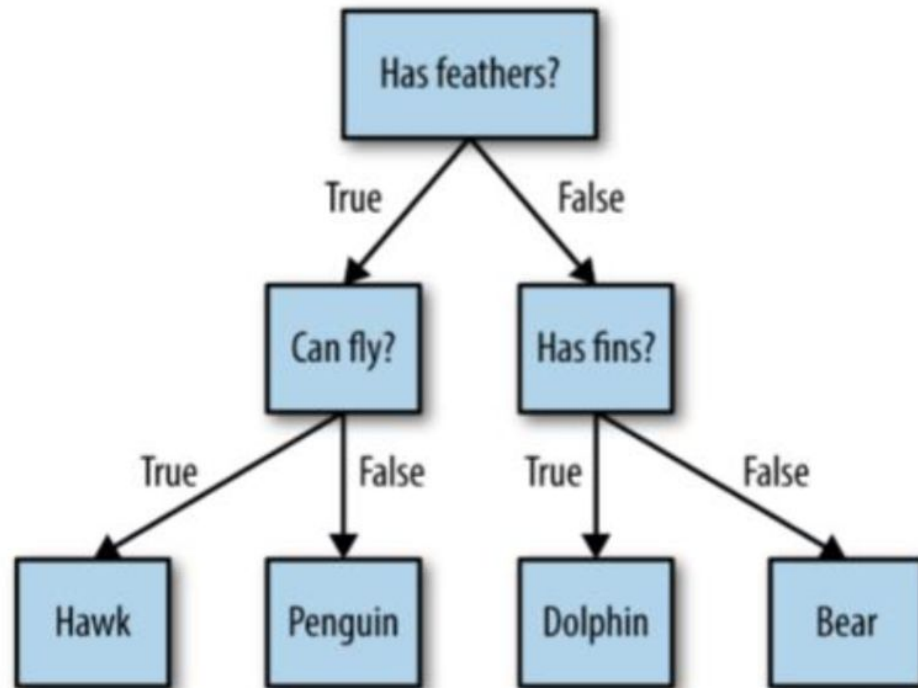 Has feathers?
True
False
Can fly?
Has fins?
True
False
True
False
Hawk
Penguin
Dolphin
Bear